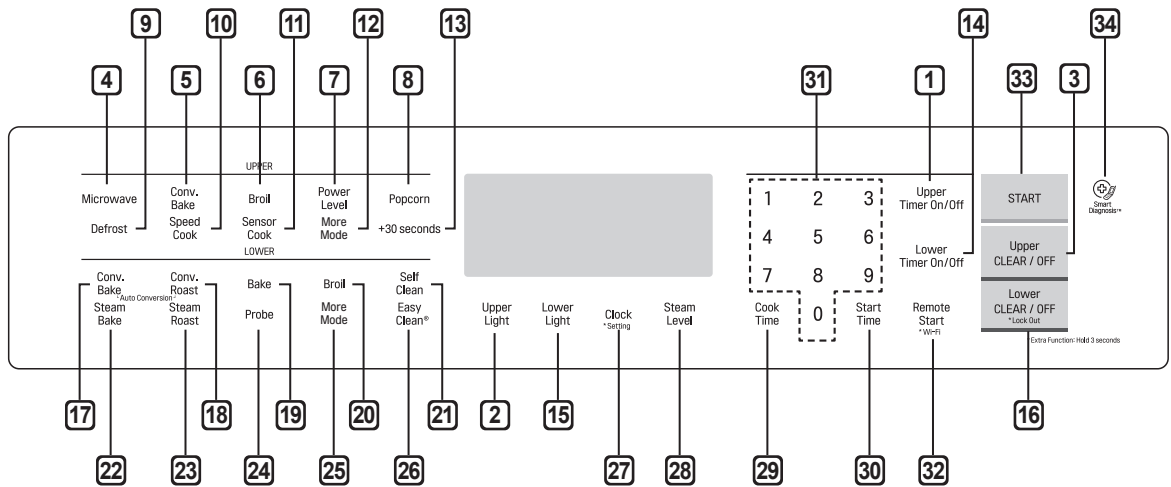 9 10 11 12 13 14 34
4 5 6 7 8 31 1 33 3
UPPER
Microwave
Conv.
Bake
Broil
Power
Level
Popcorn
Defrost
Speed
Cook
Sensor
Cook
More
Mode
+30 seconds
LOWER
Conv.
Bake
Conv.
Roast
*Auto Conversion*
Bake
Broil
Self
Clean
Steam
Bake
Steam
Roast
Probe
More
Mode
Easy
Clean®
Upper
Light
Lower
Light
Clock
*Setting
Steam
Level
1 2 3
4 5 6
7 8 9
0
Cook
Time
Start
Time
Upper
Timer On/Off
Lower
Timer On/Off
Remote
Start
*Wi-Fi
START
Upper
CLEAR / OFF
Lower
CLEAR / OFF
*Lock Out
*Extra Function: Hold 3 seconds
Smart
Diagnosis™
17 18 19 20 21 2 15 16
22 23 24 25 26 27 28 29 30 32